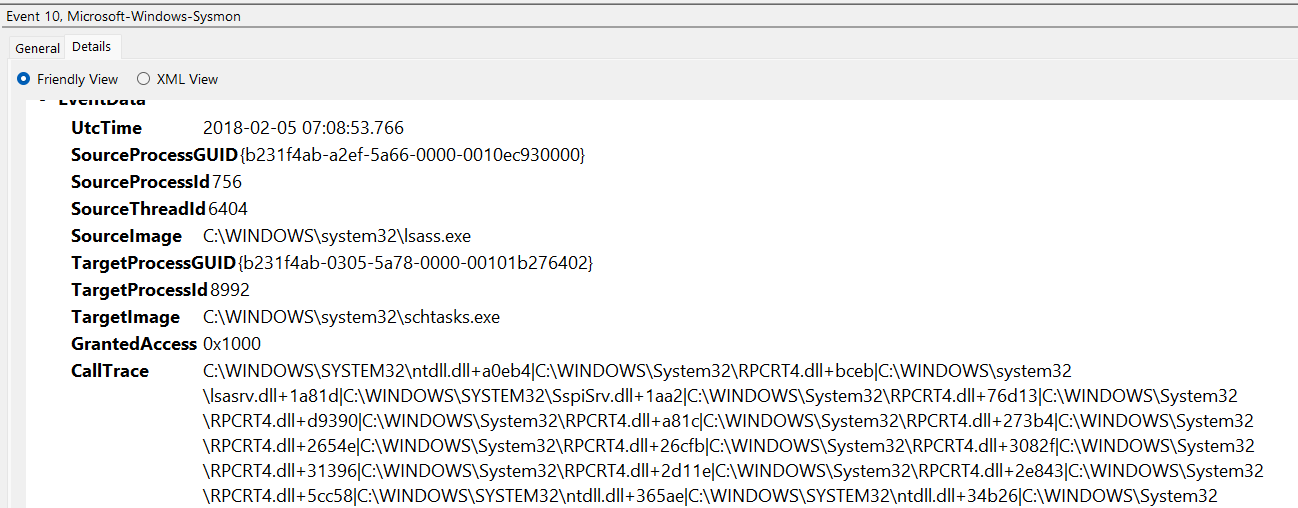 Event 10, Microsoft-Windows-Sysmon
General Details
Friendly View XML View
- EventData
UtcTime 2018-02-05 07:08:53.766
SourceProcessGUID {b231f4ab-a2ef-5a66-0000-0010ec930000}
SourceProcessId 756
SourceThreadId 6404
SourceImage C:\WINDOWS\system32\lsass.exe
TargetProcessGUID {b231f4ab-0305-5a78-0000-00101b276402}
TargetProcessId 8992
TargetImage C:\WINDOWS\system32\schtasks.exe
GrantedAccess 0x1000
CallTrace C:\WINDOWS\SYSTEM32\ntdll.dll+a0eb4|C:\WINDOWS\System32\RPCRT4.dll+bceb|C:\WINDOWS\system32
\lsasrv.dll+1a81d|C:\WINDOWS\SYSTEM32\SspiSrv.dll+1aa2|C:\WINDOWS\System32\RPCRT4.dll+76d13|C:\WINDOWS\System32
\RPCRT4.dll+d9390|C:\WINDOWS\System32\RPCRT4.dll+a81c|C:\WINDOWS\System32\RPCRT4.dll+273b4|C:\WINDOWS\System32
\RPCRT4.dll+2654e|C:\WINDOWS\System32\RPCRT4.dll+26cfb|C:\WINDOWS\System32\RPCRT4.dll+3082f|C:\WINDOWS\System32
\RPCRT4.dll+31396|C:\WINDOWS\System32\RPCRT4.dll+2d11e|C:\WINDOWS\System32\RPCRT4.dll+2e843|C:\WINDOWS\System32
\RPCRT4.dll+5cc58|C:\WINDOWS\SYSTEM32\ntdll.dll+365ae|C:\WINDOWS\SYSTEM32\ntdll.dll+34b26|C:\WINDOWS\System32